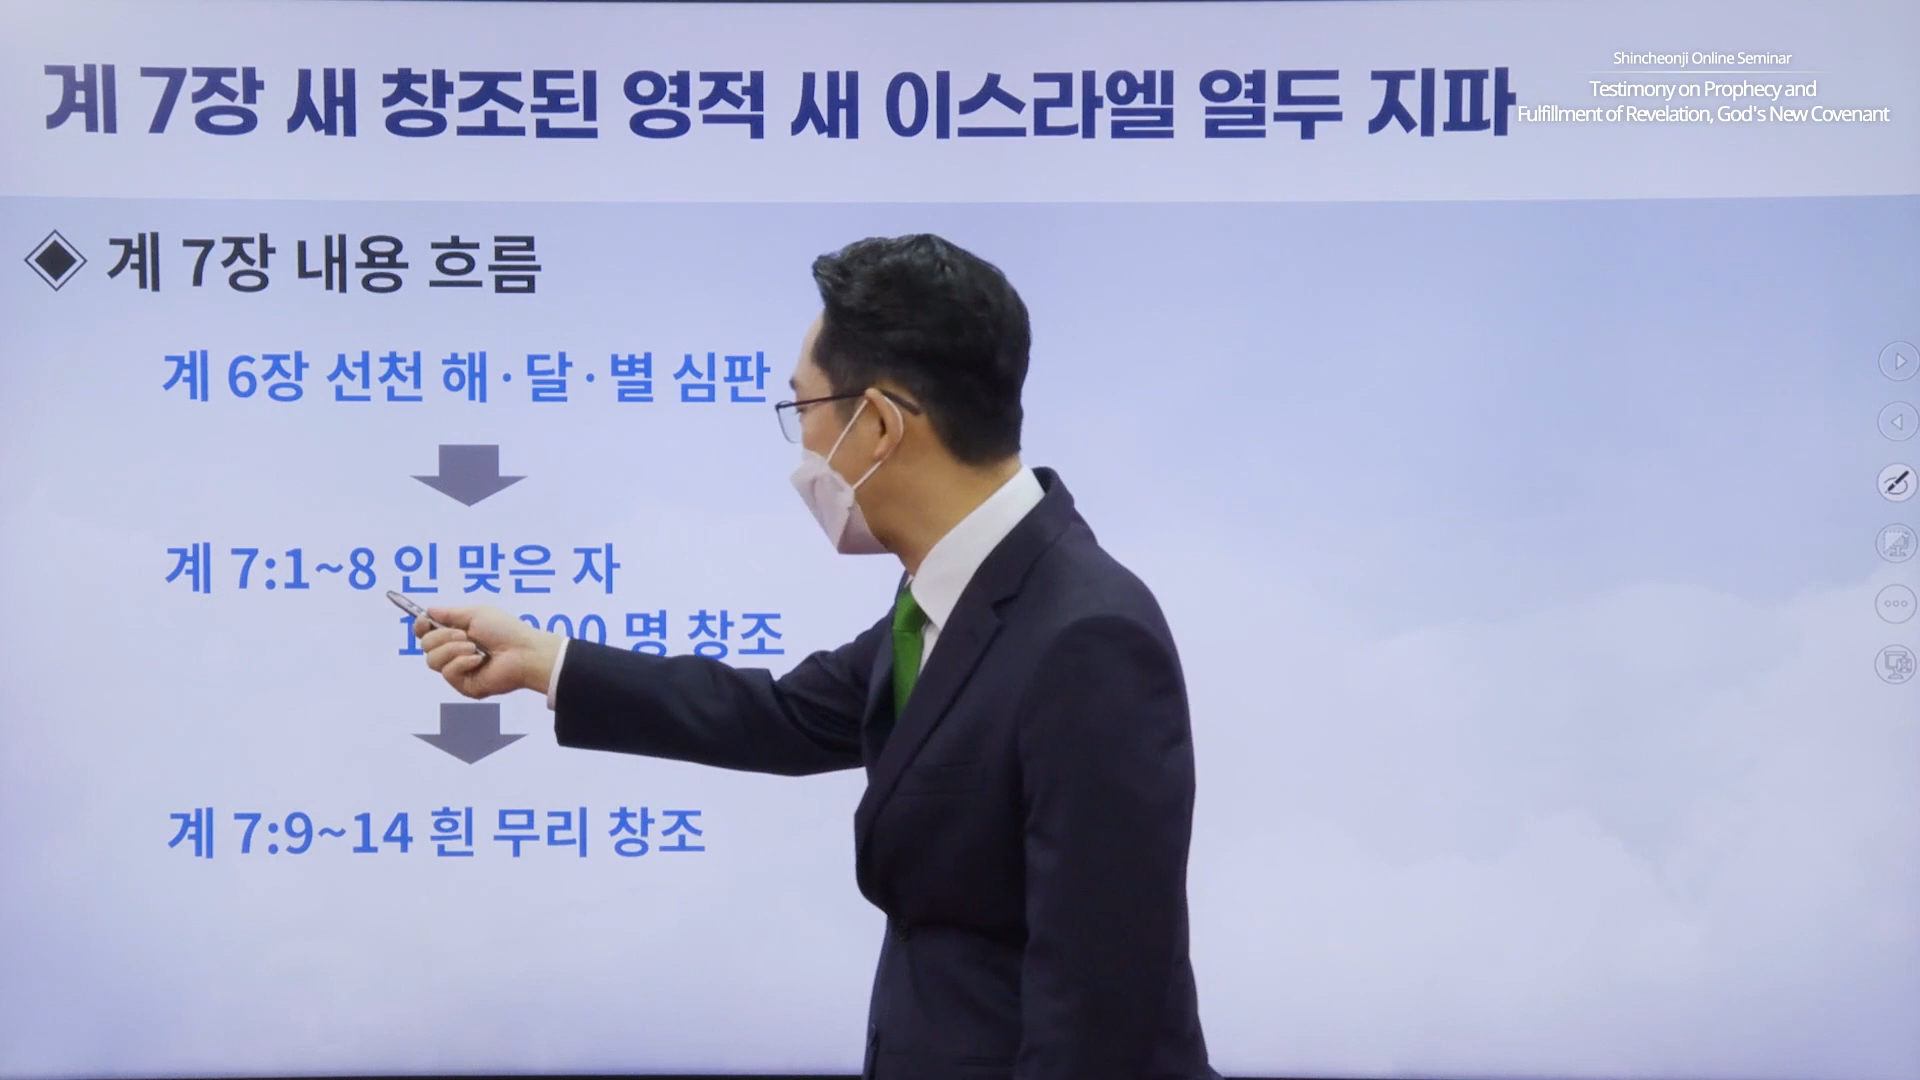 계 7장 새 창조된 영적 새 이스라엘 열두 지파
Shincheonji Online Seminar
Testimony on Prophecy and
Fulfillment of Revelation, God's New Covenant
계 7장 내용 흐름
계 6장 선천 해·달·별 심판
계 7:1~8 인 맞은 자
명 창조
계 7:9~14 흰 무리 창조